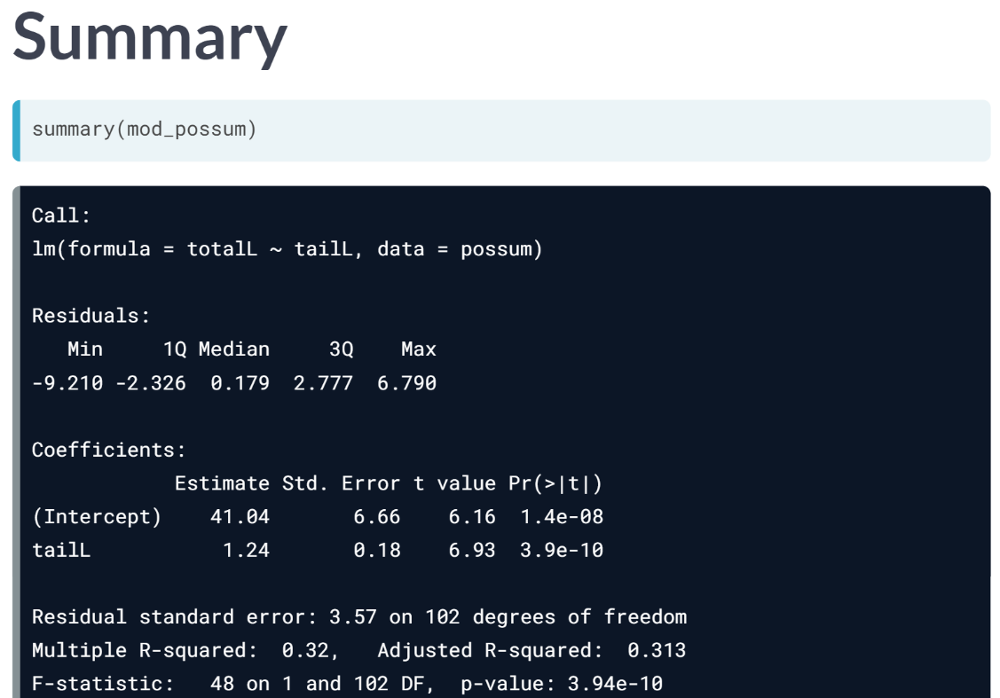 Summary
summary(mod_possum)
Call:
lm(formula = totalL ~ tailL, data = possum)
Residuals:
   Min     1Q Median     3Q    Max
-9.210 -2.326  0.179  2.777  6.790
Coefficients:
            Estimate Std. Error t value Pr(>|t|)
(Intercept)    41.04       6.66    6.16  1.4e-08
tailL           1.24       0.18    6.93  3.9e-10
Residual standard error: 3.57 on 102 degrees of freedom
Multiple R-squared:  0.32,   Adjusted R-squared:  0.313
F-statistic:   48 on 1 and 102 DF,  p-value: 3.94e-10